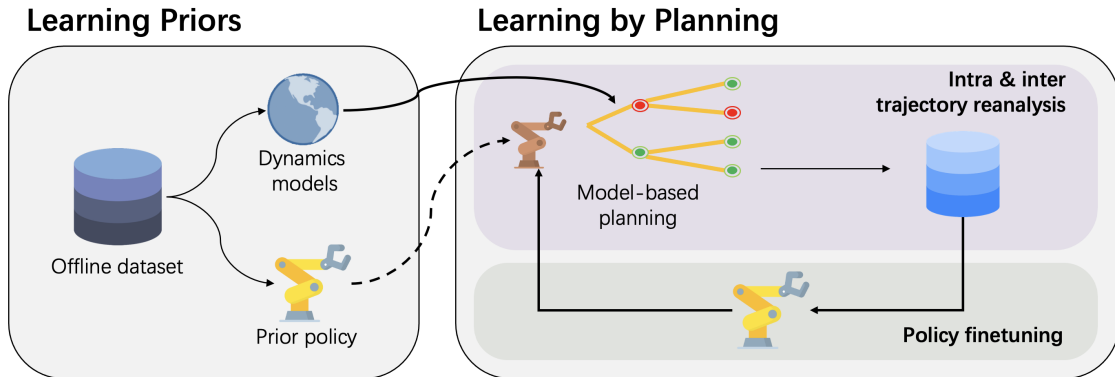 Learning Priors
Learning by Planning
Dynamics
models
Offline dataset
Prior policy
Intra & inter
trajectory reanalysis
Model-based
planning
Policy finetuning